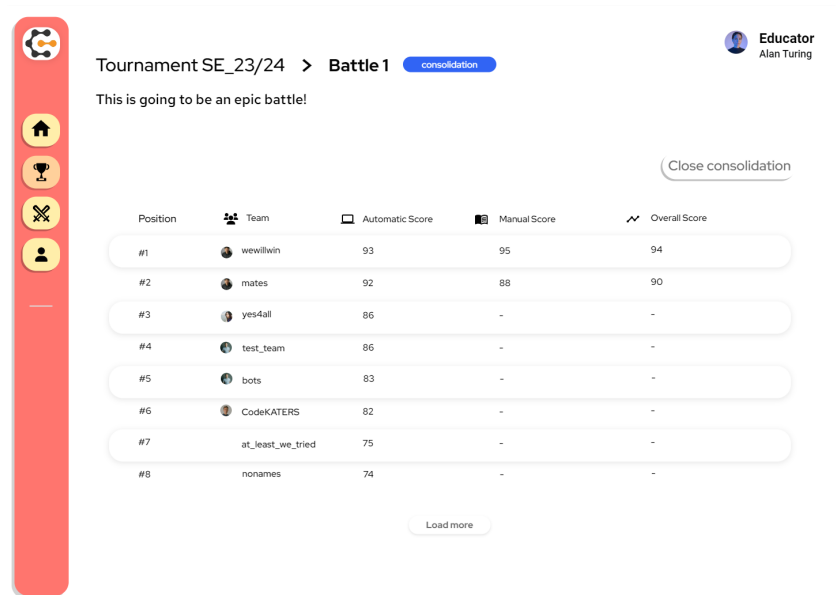 Educator
Alan Turing
Tournament SE_23/24 > Battle 1 consolidation
This is going to be an epic battle!
Close consolidation
Position Team Automatic Score Manual Score Overall Score
#1 wewillwin 93 95 94
#2 mates 92 88 90
#3 yes4all 86 - -
#4 test_team 86 - -
#5 bots 83 - -
#6 CodeKATERS 82 - -
#7 at_least_we_tried 75 - -
#8 nonames 74 - -
Load more